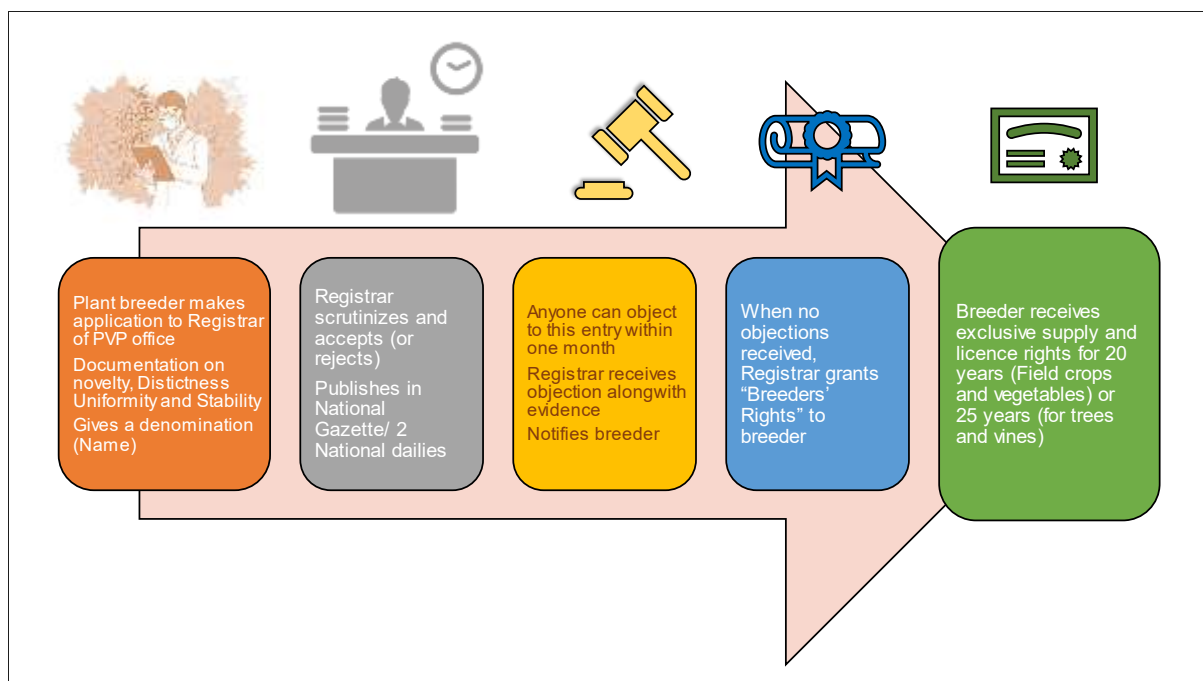 Plant breeder makes
application to Registrar
of PVP office
Documentation on
novelty, Distictness
Uniformity and Stability
Gives a denomination
(Name)
Registrar
scrutinizes and
accepts (or
rejects)
Publishes in
National
Gazette/ 2
National dailies
Anyone can object
to this entry within
one month
Registrar receives
objection alongwith
evidence
Notifies breeder
When no
objections
received,
Registrar grants
“Breeders’
Rights” to
breeder
Breeder receives
exclusive supply and
licence rights for 20
years (Field crops
and vegetables) or
25 years (for trees
and vines)